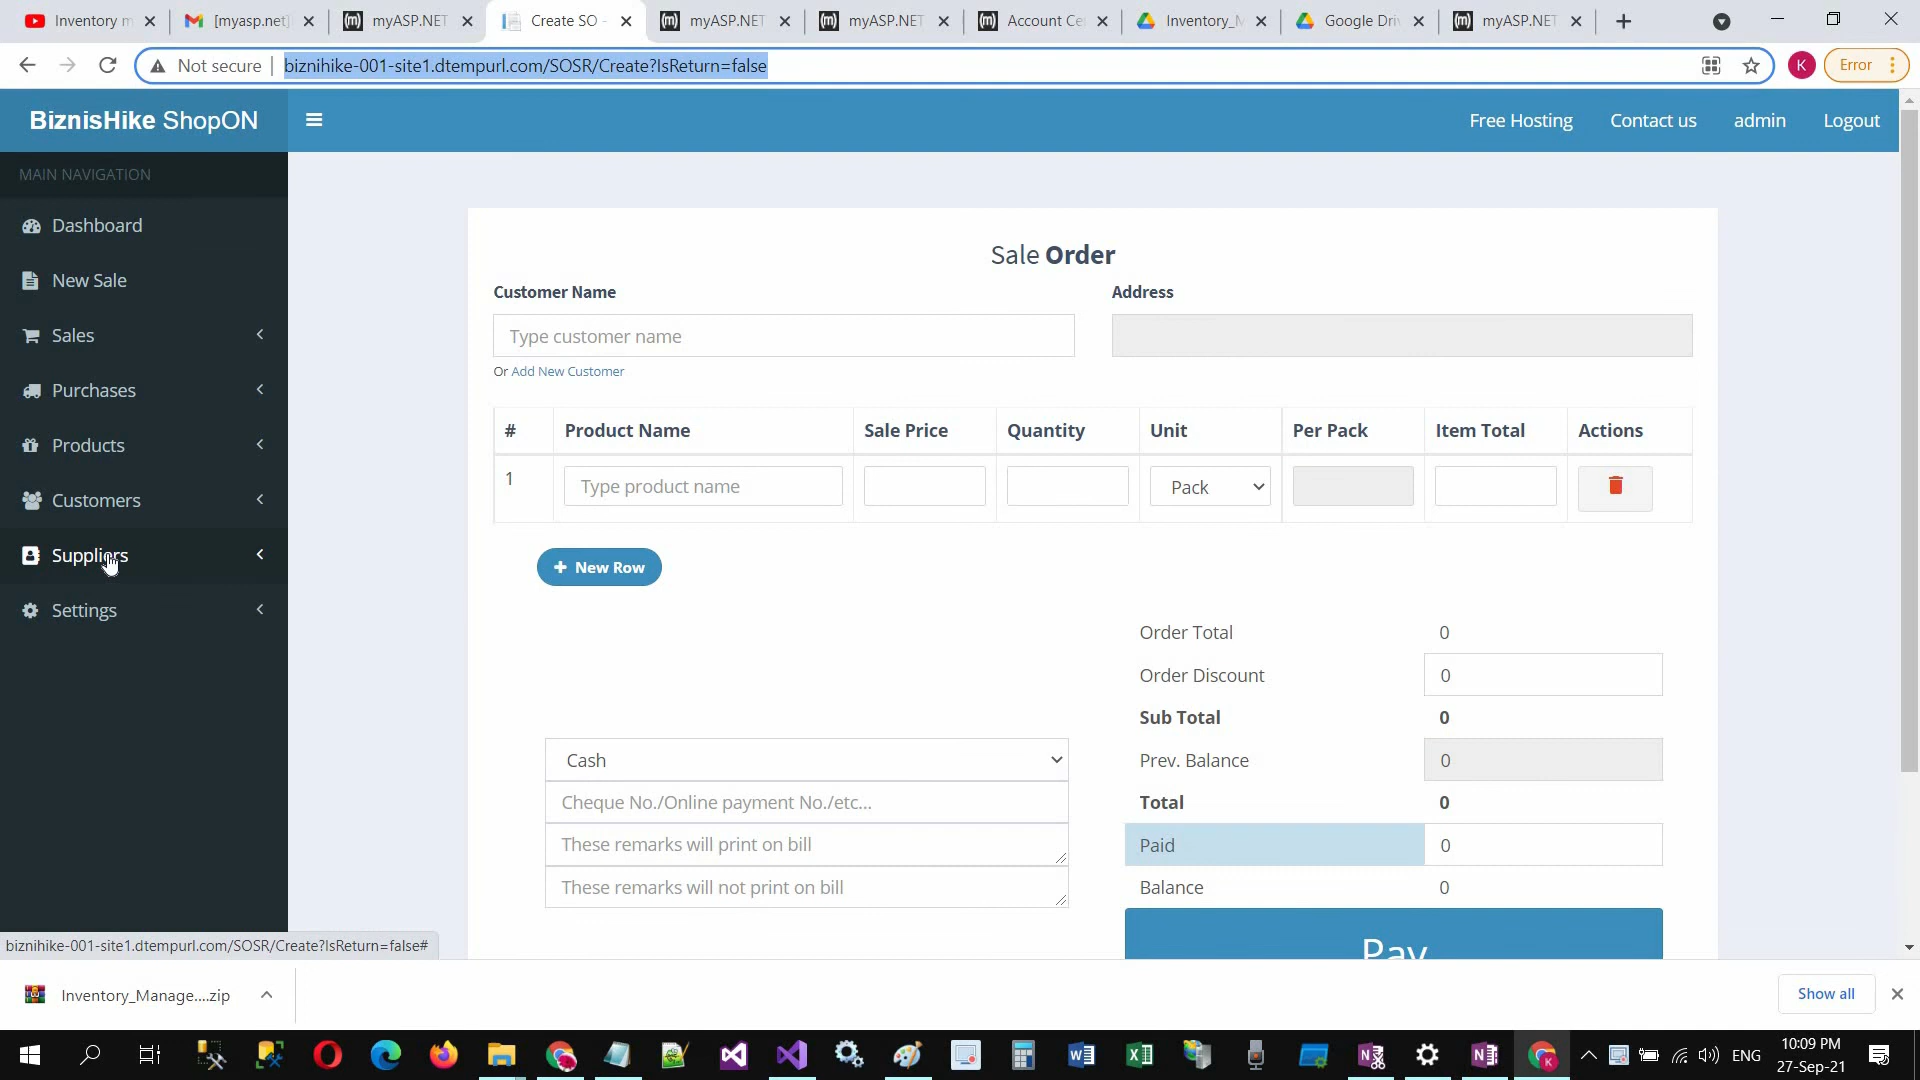 Inventory m
[myasp.net]
myASP.NET
Create SO -
myASP.NET
myASP.NET
Account Ce
Inventory_M
Google Dri
myASP.NET
Not secure
biznihike-001-site1.dtempurl.com/SOSR/Create?IsReturn=false
K
Error
BiznisHike ShopON
Free Hosting
Contact us
admin
Logout
MAIN NAVIGATION
Dashboard
New Sale
Sales
Purchases
Products
Customers
Suppliers
Settings
Sale Order
Customer Name
Address
Type customer name
Or Add New Customer
# Product Name Sale Price Quantity Unit Per Pack Item Total Actions
1 Type product name Pack
New Row
Order Total 0
Order Discount 0
Sub Total 0
Cash
Prev. Balance 0
Cheque No./Online payment No./etc...
Total 0
These remarks will print on bill
Paid 0
These remarks will not print on bill
Balance 0
Pay
biznihike-001-site1.dtempurl.com/SOSR/Create?IsReturn=false#
Inventory_Manage....zip
Show all
ENG
10:09 PM
27-Sep-21